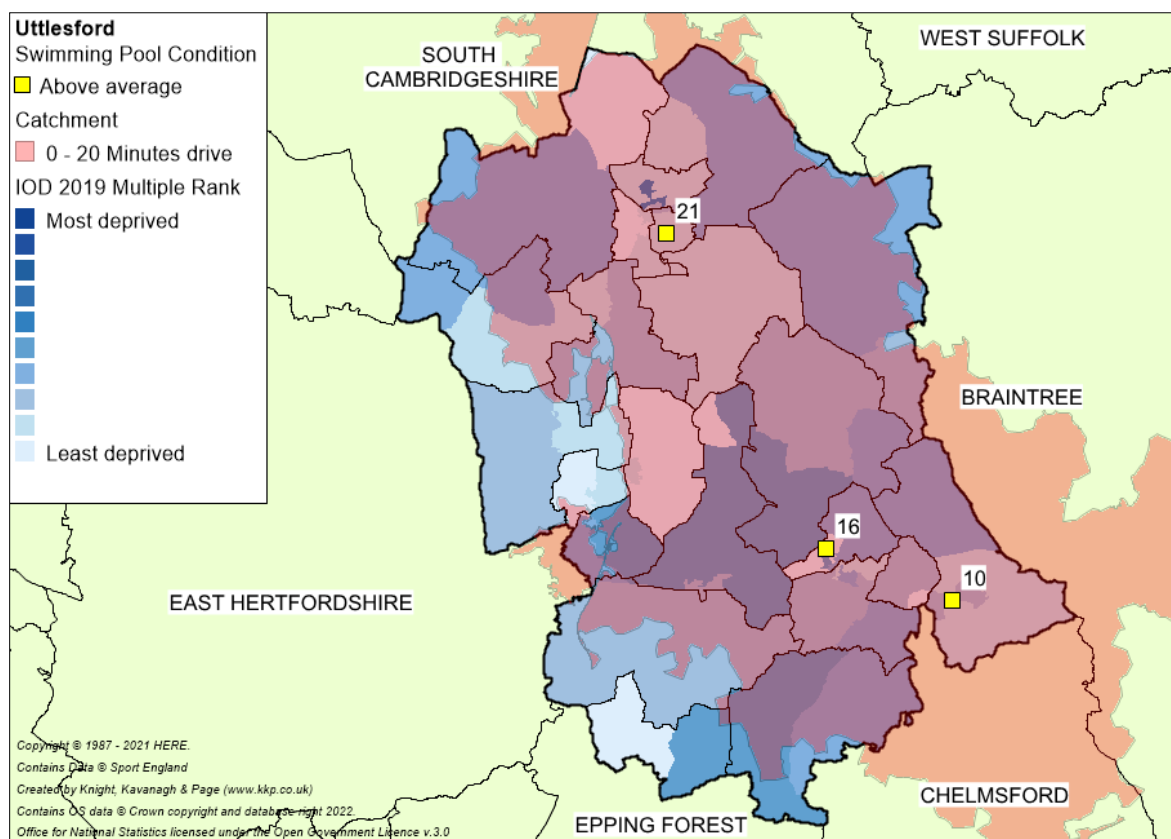 Uttlesford
Swimming Pool Condition
Above average
Catchment
0 - 20 Minutes drive
IOD 2019 Multiple Rank
Most deprived
Least deprived
SOUTH
CAMBRIDGESHIRE
WEST SUFFOLK
21
BRAINTREE
16
10
EAST HERTFORDSHIRE
CHELMSFORD
EPPING FOREST
Copyright © 1987 - 2021 HERE.
Contains Data © Sport England
Created by Knight, Kavanagh & Page (www.kkp.co.uk)
Contains OS data © Crown copyright and database right 2022.
Office for National Statistics licensed under the Open Government Licence v.3.0